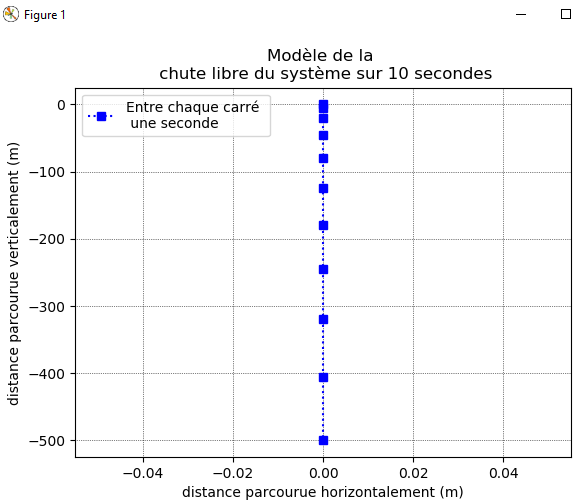 Figure 1
Modèle de la
chute libre du système sur 10 secondes
Entre chaque carré
une seconde
distance parcourue verticalement (m)
0
−100
−200
−300
−400
−500
−0.04
−0.02
0.00
0.02
0.04
distance parcourue horizontalement (m)